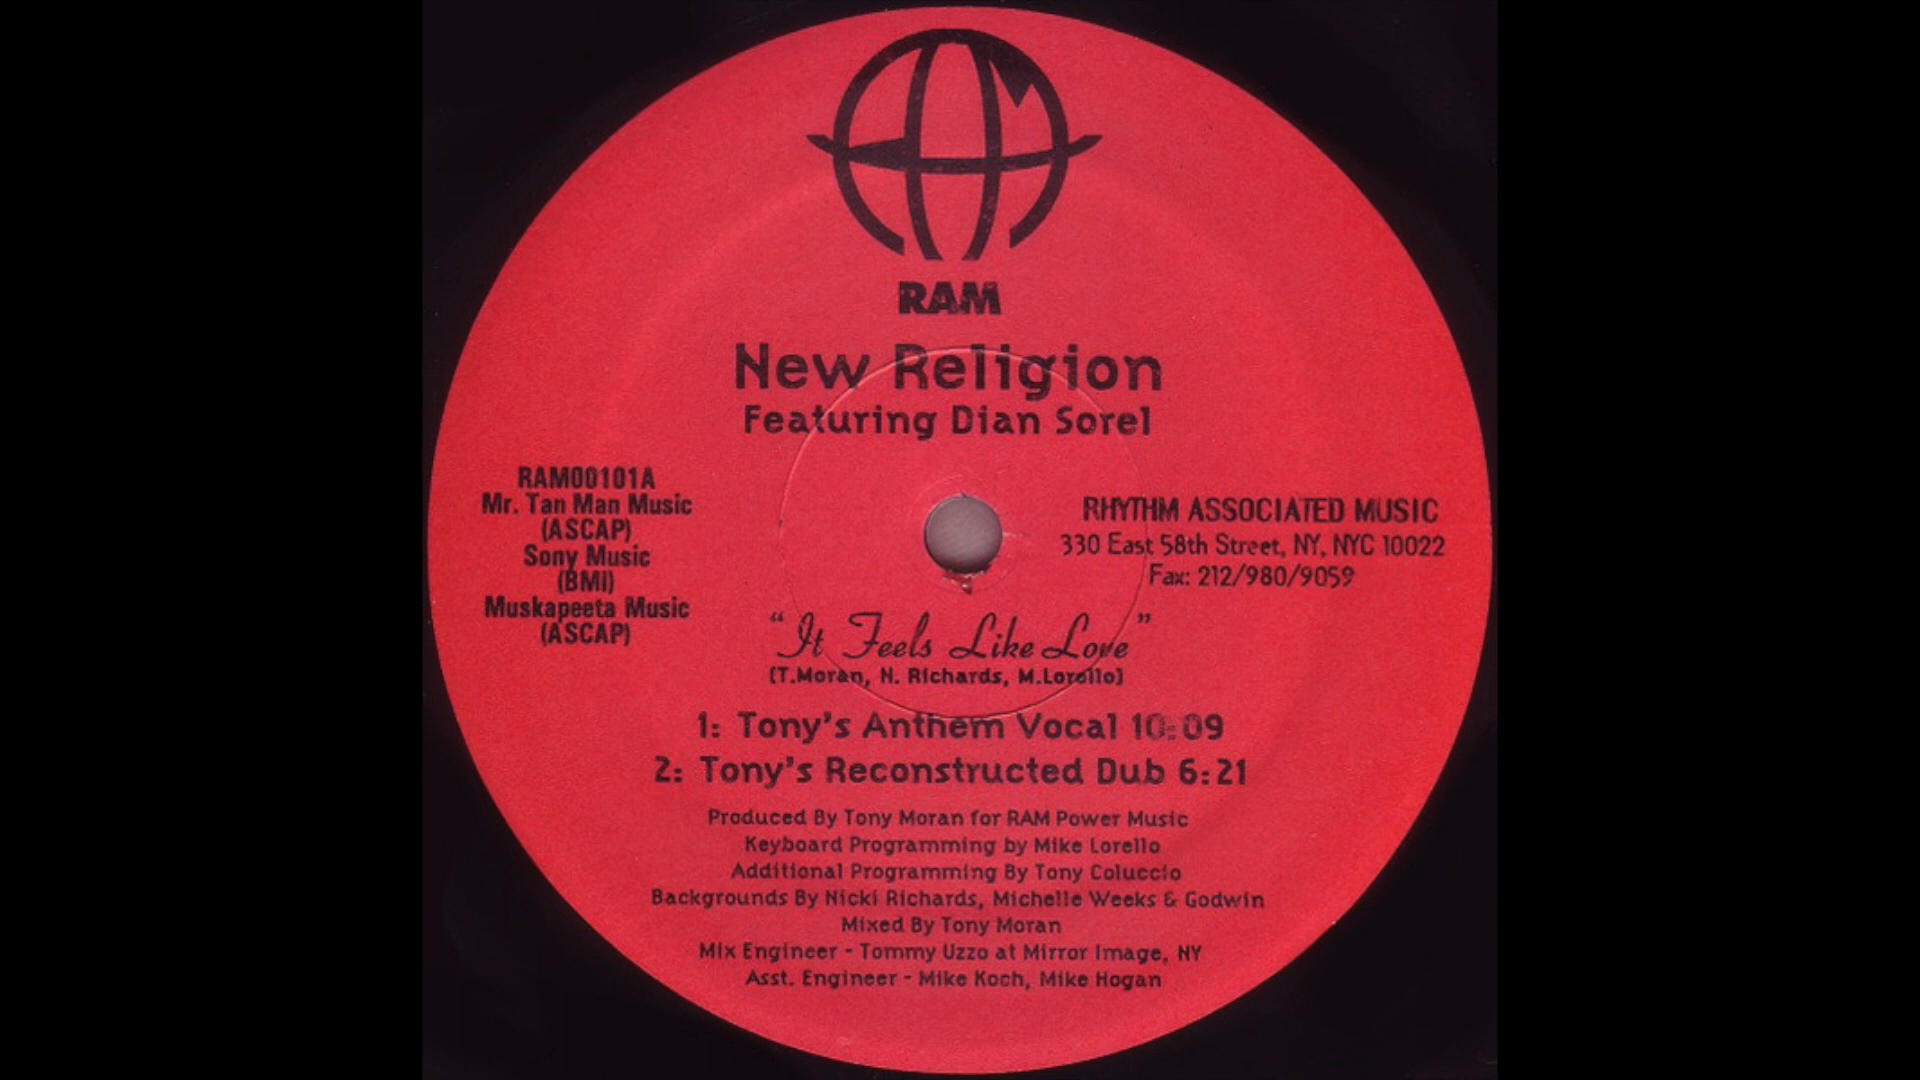 RAM
New Religion
Featuring Dian Sorel
RAM00101A
Mr. Tan Man Music
(ASCAP)
Sony Music
(BMI)
Muskapeeta Music
(ASCAP)
RHYTHM ASSOCIATED MUSIC
330 East 58th Street, NY, NYC 10022
Fax: 212/980/9059
"It Feels Like Love"
(T.Moran, N. Richards, M.Lorello)
1: Tony's Anthem Vocal 10:09
2: Tony's Reconstructed Dub 6:21
Produced By Tony Moran for RAM Power Music
Keyboard Programming by Mike Lorello
Additional Programming By Tony Coluccio
Backgrounds By Nicki Richards, Michelle Weeks & Godwin
Mixed By Tony Moran
Mix Engineer - Tommy Uzzo at Mirror Image, NY
Asst. Engineer - Mike Koch, Mike Hogan